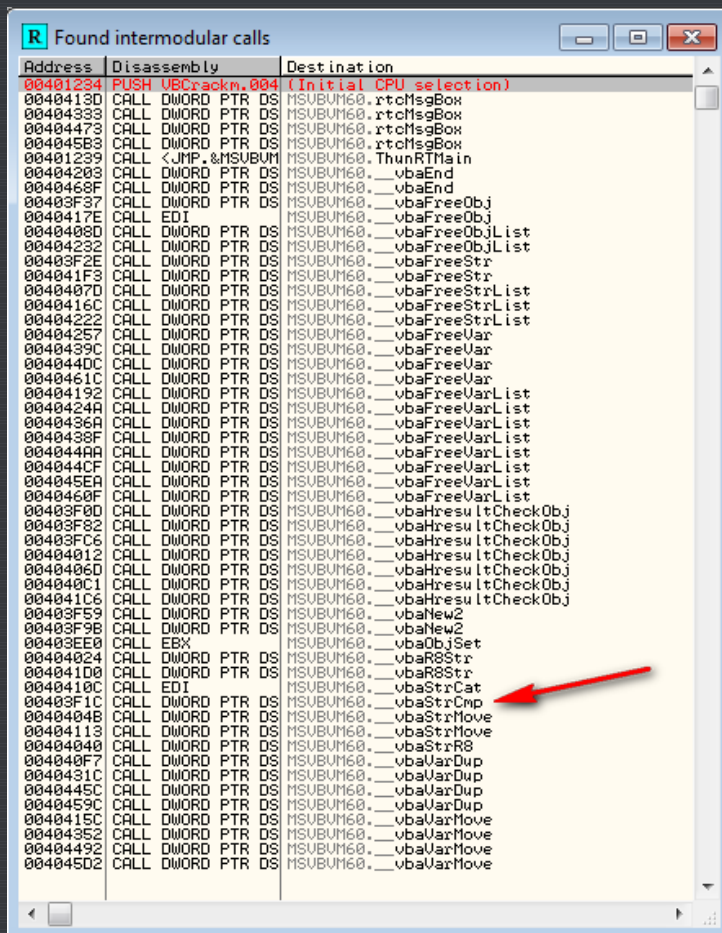 R Found intermodular calls
Address Disassembly Destination
00401234 PUSH VBCrackm.004 (Initial CPU selection)
0040413D CALL DWORD PTR DS MSVBVM60.rtcMsgBox
00404333 CALL DWORD PTR DS MSVBVM60.rtcMsgBox
00404473 CALL DWORD PTR DS MSVBVM60.rtcMsgBox
004045B3 CALL DWORD PTR DS MSVBVM60.rtcMsgBox
00401239 CALL <JMP.&MSVBVM MSVBVM60.ThunRTMain
00404203 CALL DWORD PTR DS MSVBVM60.__vbaEnd
0040468F CALL DWORD PTR DS MSVBVM60.__vbaEnd
00403F37 CALL DWORD PTR DS MSVBVM60.__vbaFreeObj
0040417E CALL EDI MSVBVM60.__vbaFreeObj
0040408D CALL DWORD PTR DS MSVBVM60.__vbaFreeObjList
00404232 CALL DWORD PTR DS MSVBVM60.__vbaFreeObjList
00403F2E CALL DWORD PTR DS MSVBVM60.__vbaFreeStr
004041F3 CALL DWORD PTR DS MSVBVM60.__vbaFreeStr
0040407D CALL DWORD PTR DS MSVBVM60.__vbaFreeStrList
0040416C CALL DWORD PTR DS MSVBVM60.__vbaFreeStrList
00404222 CALL DWORD PTR DS MSVBVM60.__vbaFreeStrList
00404257 CALL DWORD PTR DS MSVBVM60.__vbaFreeVar
0040439C CALL DWORD PTR DS MSVBVM60.__vbaFreeVar
004044DC CALL DWORD PTR DS MSVBVM60.__vbaFreeVar
0040461C CALL DWORD PTR DS MSVBVM60.__vbaFreeVar
00404192 CALL DWORD PTR DS MSVBVM60.__vbaFreeVarList
0040424A CALL DWORD PTR DS MSVBVM60.__vbaFreeVarList
0040436A CALL DWORD PTR DS MSVBVM60.__vbaFreeVarList
0040438F CALL DWORD PTR DS MSVBVM60.__vbaFreeVarList
004044AA CALL DWORD PTR DS MSVBVM60.__vbaFreeVarList
004044CF CALL DWORD PTR DS MSVBVM60.__vbaFreeVarList
004045EA CALL DWORD PTR DS MSVBVM60.__vbaFreeVarList
0040460F CALL DWORD PTR DS MSVBVM60.__vbaFreeVarList
00403F0D CALL DWORD PTR DS MSVBVM60.__vbaHresultCheckObj
00403F82 CALL DWORD PTR DS MSVBVM60.__vbaHresultCheckObj
00403FC6 CALL DWORD PTR DS MSVBVM60.__vbaHresultCheckObj
00404012 CALL DWORD PTR DS MSVBVM60.__vbaHresultCheckObj
0040406D CALL DWORD PTR DS MSVBVM60.__vbaHresultCheckObj
004040C1 CALL DWORD PTR DS MSVBVM60.__vbaHresultCheckObj
004041C6 CALL DWORD PTR DS MSVBVM60.__vbaHresultCheckObj
00403F59 CALL DWORD PTR DS MSVBVM60.__vbaNew2
00403F9B CALL DWORD PTR DS MSVBVM60.__vbaNew2
00403EE0 CALL EBX MSVBVM60.__vbaObjSet
00404024 CALL DWORD PTR DS MSVBVM60.__vbaR8Str
004041D0 CALL DWORD PTR DS MSVBVM60.__vbaR8Str
0040410C CALL EDI MSVBVM60.__vbaStrCat
00403F1C CALL DWORD PTR DS MSVBVM60.__vbaStrCmp
0040404B CALL DWORD PTR DS MSVBVM60.__vbaStrMove
00404113 CALL DWORD PTR DS MSVBVM60.__vbaStrMove
00404040 CALL DWORD PTR DS MSVBVM60.__vbaStrR8
004040F7 CALL DWORD PTR DS MSVBVM60.__vbaVarDup
0040431C CALL DWORD PTR DS MSVBVM60.__vbaVarDup
0040445C CALL DWORD PTR DS MSVBVM60.__vbaVarDup
0040459C CALL DWORD PTR DS MSVBVM60.__vbaVarDup
0040415C CALL DWORD PTR DS MSVBVM60.__vbaVarMove
00404352 CALL DWORD PTR DS MSVBVM60.__vbaVarMove
00404492 CALL DWORD PTR DS MSVBVM60.__vbaVarMove
004045D2 CALL DWORD PTR DS MSVBVM60.__vbaVarMove